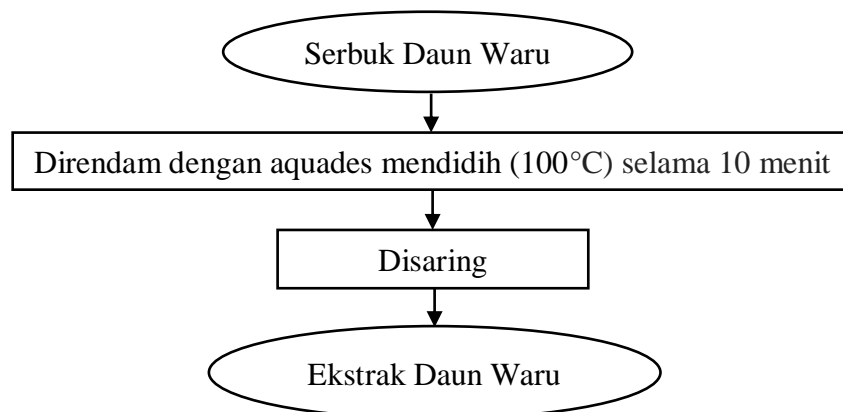 Serbuk Daun Waru
Direndam dengan aquades mendidih (100°C) selama 10 menit
Disaring
Ekstrak Daun Waru